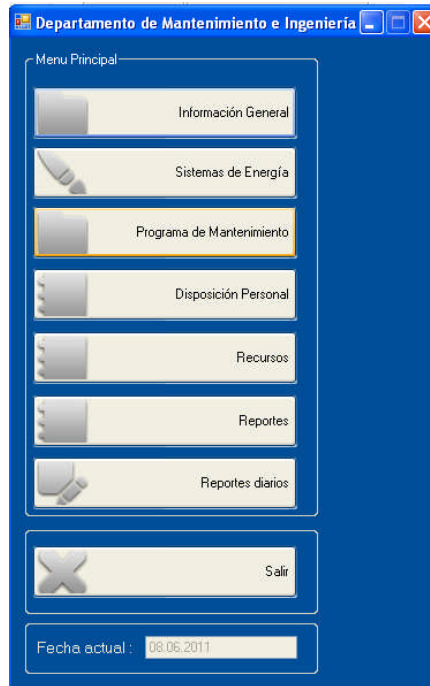 Departamento de Mantenimiento e Ingeniería
Menu Principal
Información General
Sistemas de Energía
Programa de Mantenimiento
Disposición Personal
Recursos
Reportes
Reportes diarios
Salir
Fecha actual : 08.06.2011